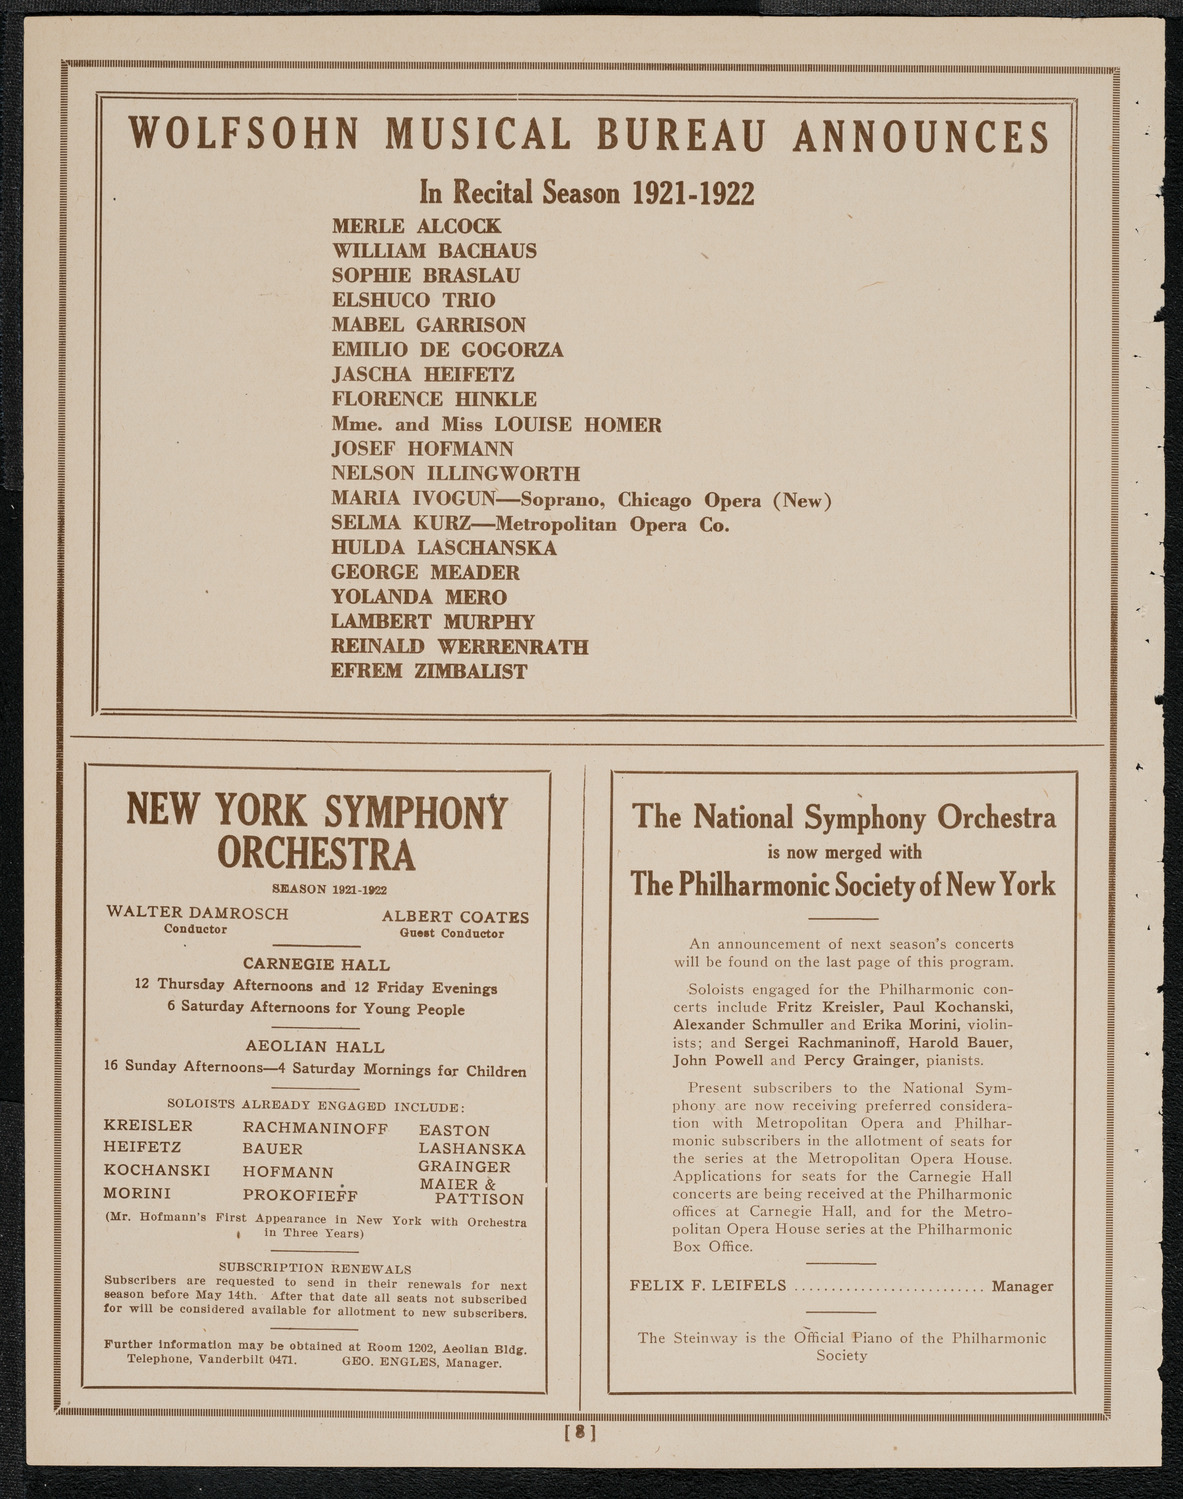 WOLFSOHN MUSICAL BUREAU ANNOUNCES
In Recital Season 1921-1922
MERLE ALCOCK
WILLIAM BACHAUS
SOPHIE BRASLAU
ELSHUCO TRIO
MABEL GARRISON
EMILIO DE GOGORZA
JASCHA HEIFETZ
FLORENCE HINKLE
Mme. and Miss LOUISE HOMER
JOSEF HOFMANN
NELSON ILLINGWORTH
MARIA IVOGUN—Soprano, Chicago Opera (New)
SELMA KURZ—Metropolitan Opera Co.
HULDA LASCHANSKA
GEORGE MEADER
YOLANDA MERO
LAMBERT MURPHY
REINALD WERRENRATH
EFREM ZIMBALIST
NEW YORK SYMPHONY
ORCHESTRA
SEASON 1921-1922
WALTER DAMROSCH ALBERT COATES
Conductor Guest Conductor
CARNEGIE HALL
12 Thursday Afternoons and 12 Friday Evenings
6 Saturday Afternoons for Young People
AEOLIAN HALL
16 Sunday Afternoons—4 Saturday Mornings for Children
SOLOISTS ALREADY ENGAGED INCLUDE:
KREISLER RACHMANINOFF EASTON
HEIFETZ BAUER LASHANSKA
KOCHANSKI HOFMANN GRAINGER
MORINI PROKOFIEFF MAIER &
PATTISON
(Mr. Hofmann's First Appearance in New York with Orchestra
in Three Years)
SUBSCRIPTION RENEWALS
Subscribers are requested to send in their renewals for next
season before May 14th. After that date all seats not subscribed
for will be considered available for allotment to new subscribers.
Further information may be obtained at Room 1202, Aeolian Bldg.
Telephone, Vanderbilt 0471. GEO. ENGLES, Manager.
The National Symphony Orchestra
is now merged with
The Philharmonic Society of New York
An announcement of next season's concerts
will be found on the last page of this program.
Soloists engaged for the Philharmonic con-
certs include Fritz Kreisler, Paul Kochanski,
Alexander Schmuller and Erika Morini, violin-
ists; and Sergei Rachmaninoff, Harold Bauer,
John Powell and Percy Grainger, pianists.
Present subscribers to the National Sym-
phony are now receiving preferred considera-
tion with Metropolitan Opera and Philhar-
monic subscribers in the allotment of seats for
the series at the Metropolitan Opera House.
Applications for seats for the Carnegie Hall
concerts are being received at the Philharmonic
offices at Carnegie Hall, and for the Metro-
politan Opera House series at the Philharmonic
Box Office.
FELIX F. LEIFELS .......................... Manager
The Steinway is the Official Piano of the Philharmonic
Society
[ 8 ]